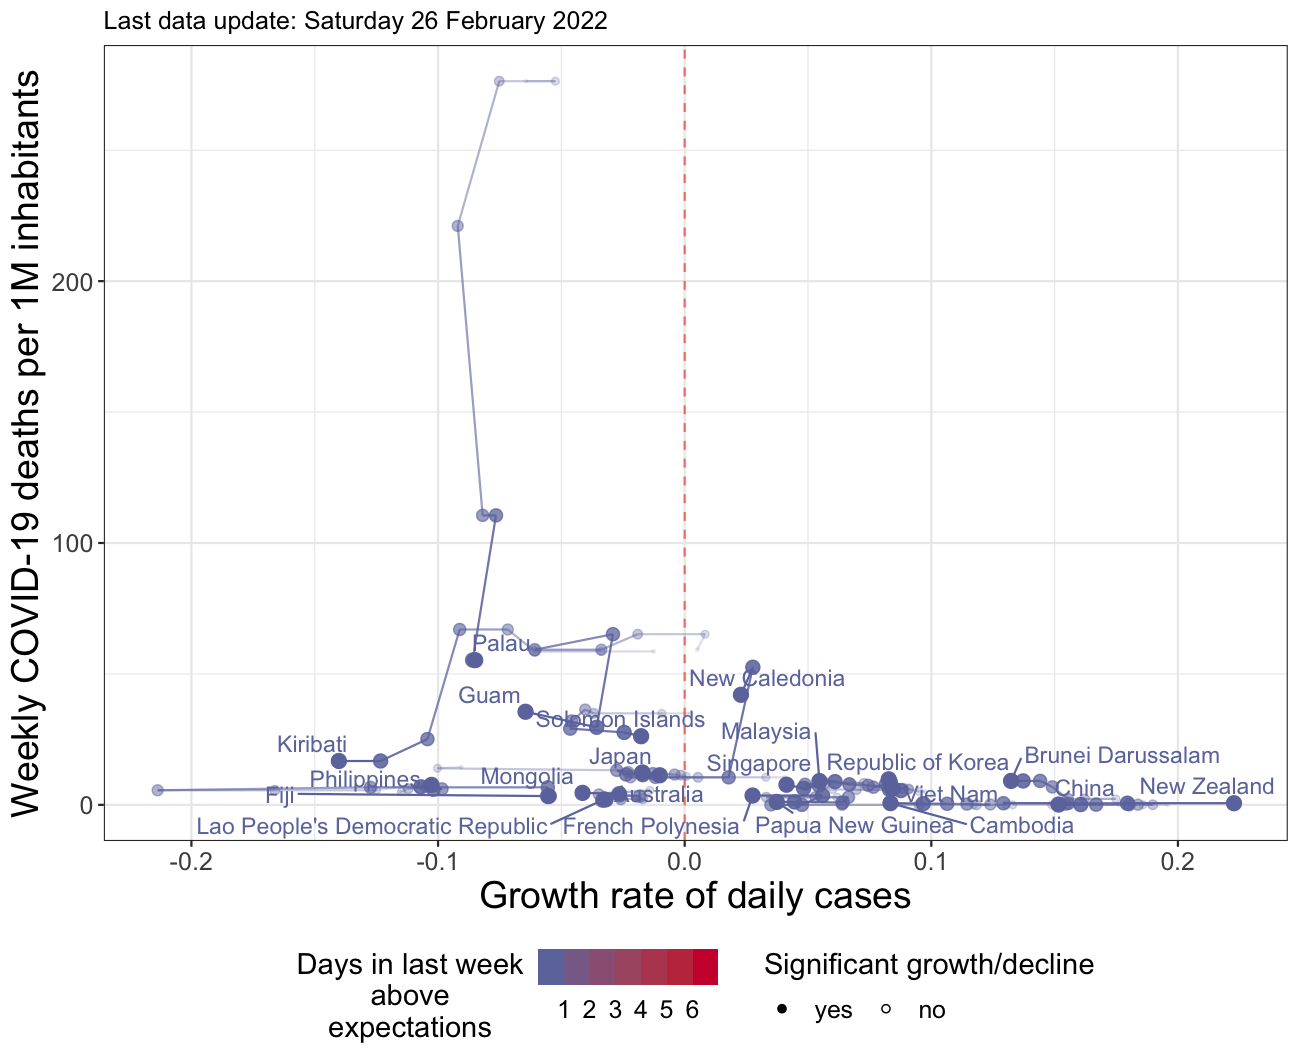 Last data update: Saturday 26 February 2022
Weekly COVID-19 deaths per 1M inhabitants
200
100
0
Palau
Guam
New Caledonia
Solomon Islands
Kiribati
Malaysia
Japan
Singapore
Republic of Korea
Brunei Darussalam
Philippines
Mongolia
Fiji
Australia
Viet Nam
China
New Zealand
Lao People's Democratic Republic
French Polynesia
Papua New Guinea
Cambodia
-0.2
-0.1
0.0
0.1
0.2
Growth rate of daily cases
Days in last week
above
expectations
1 2 3 4 5 6
Significant growth/decline
yes
no